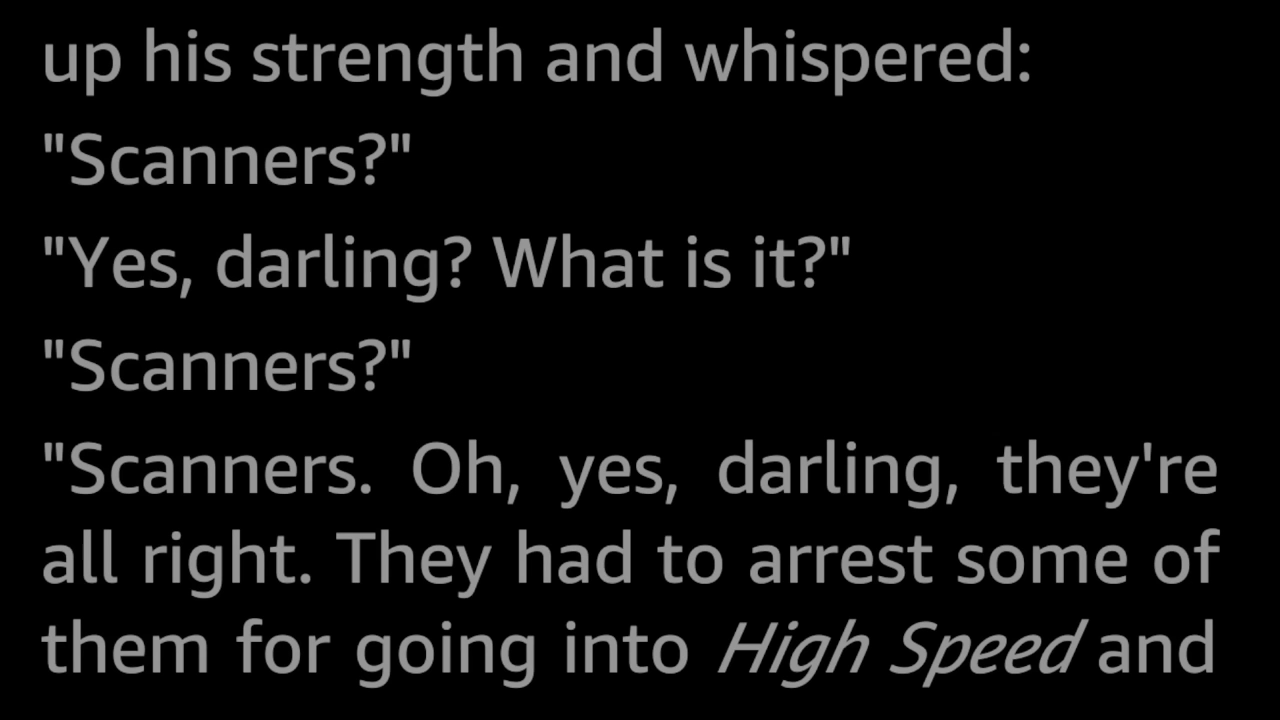 up his strength and whispered:
"Scanners?"
"Yes, darling? What is it?"
"Scanners?"
"Scanners. Oh, yes, darling, they're
all right. They had to arrest some of
them for going into High Speed and